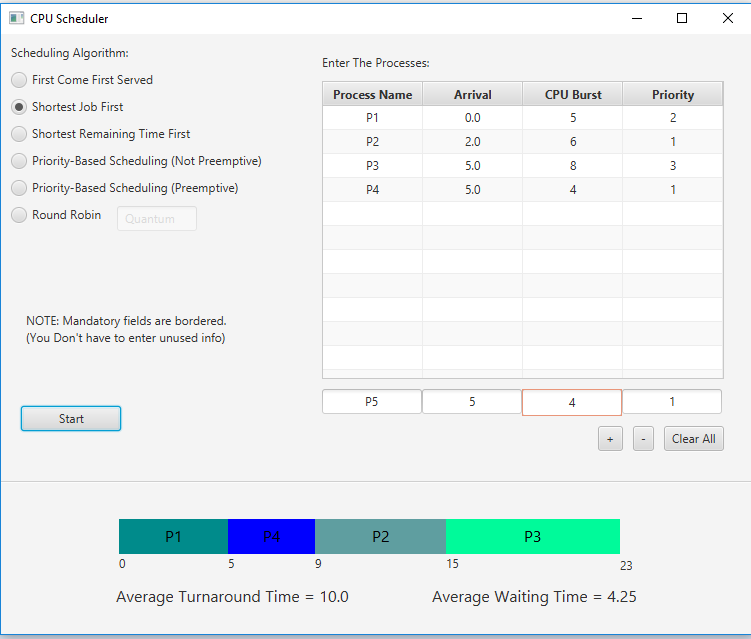 CPU Scheduler
Scheduling Algorithm:
First Come First Served
Shortest Job First
Shortest Remaining Time First
Priority-Based Scheduling (Not Preemptive)
Priority-Based Scheduling (Preemptive)
Round Robin Quantum
NOTE: Mandatory fields are bordered.
(You Don't have to enter unused info)
Start
Enter The Processes:
Process Name Arrival CPU Burst Priority
P1 0.0 5 2
P2 2.0 6 1
P3 5.0 8 3
P4 5.0 4 1
P5 5 4 1
+ - Clear All
P1 P4 P2 P3
0 5 9 15 23
Average Turnaround Time = 10.0 Average Waiting Time = 4.25